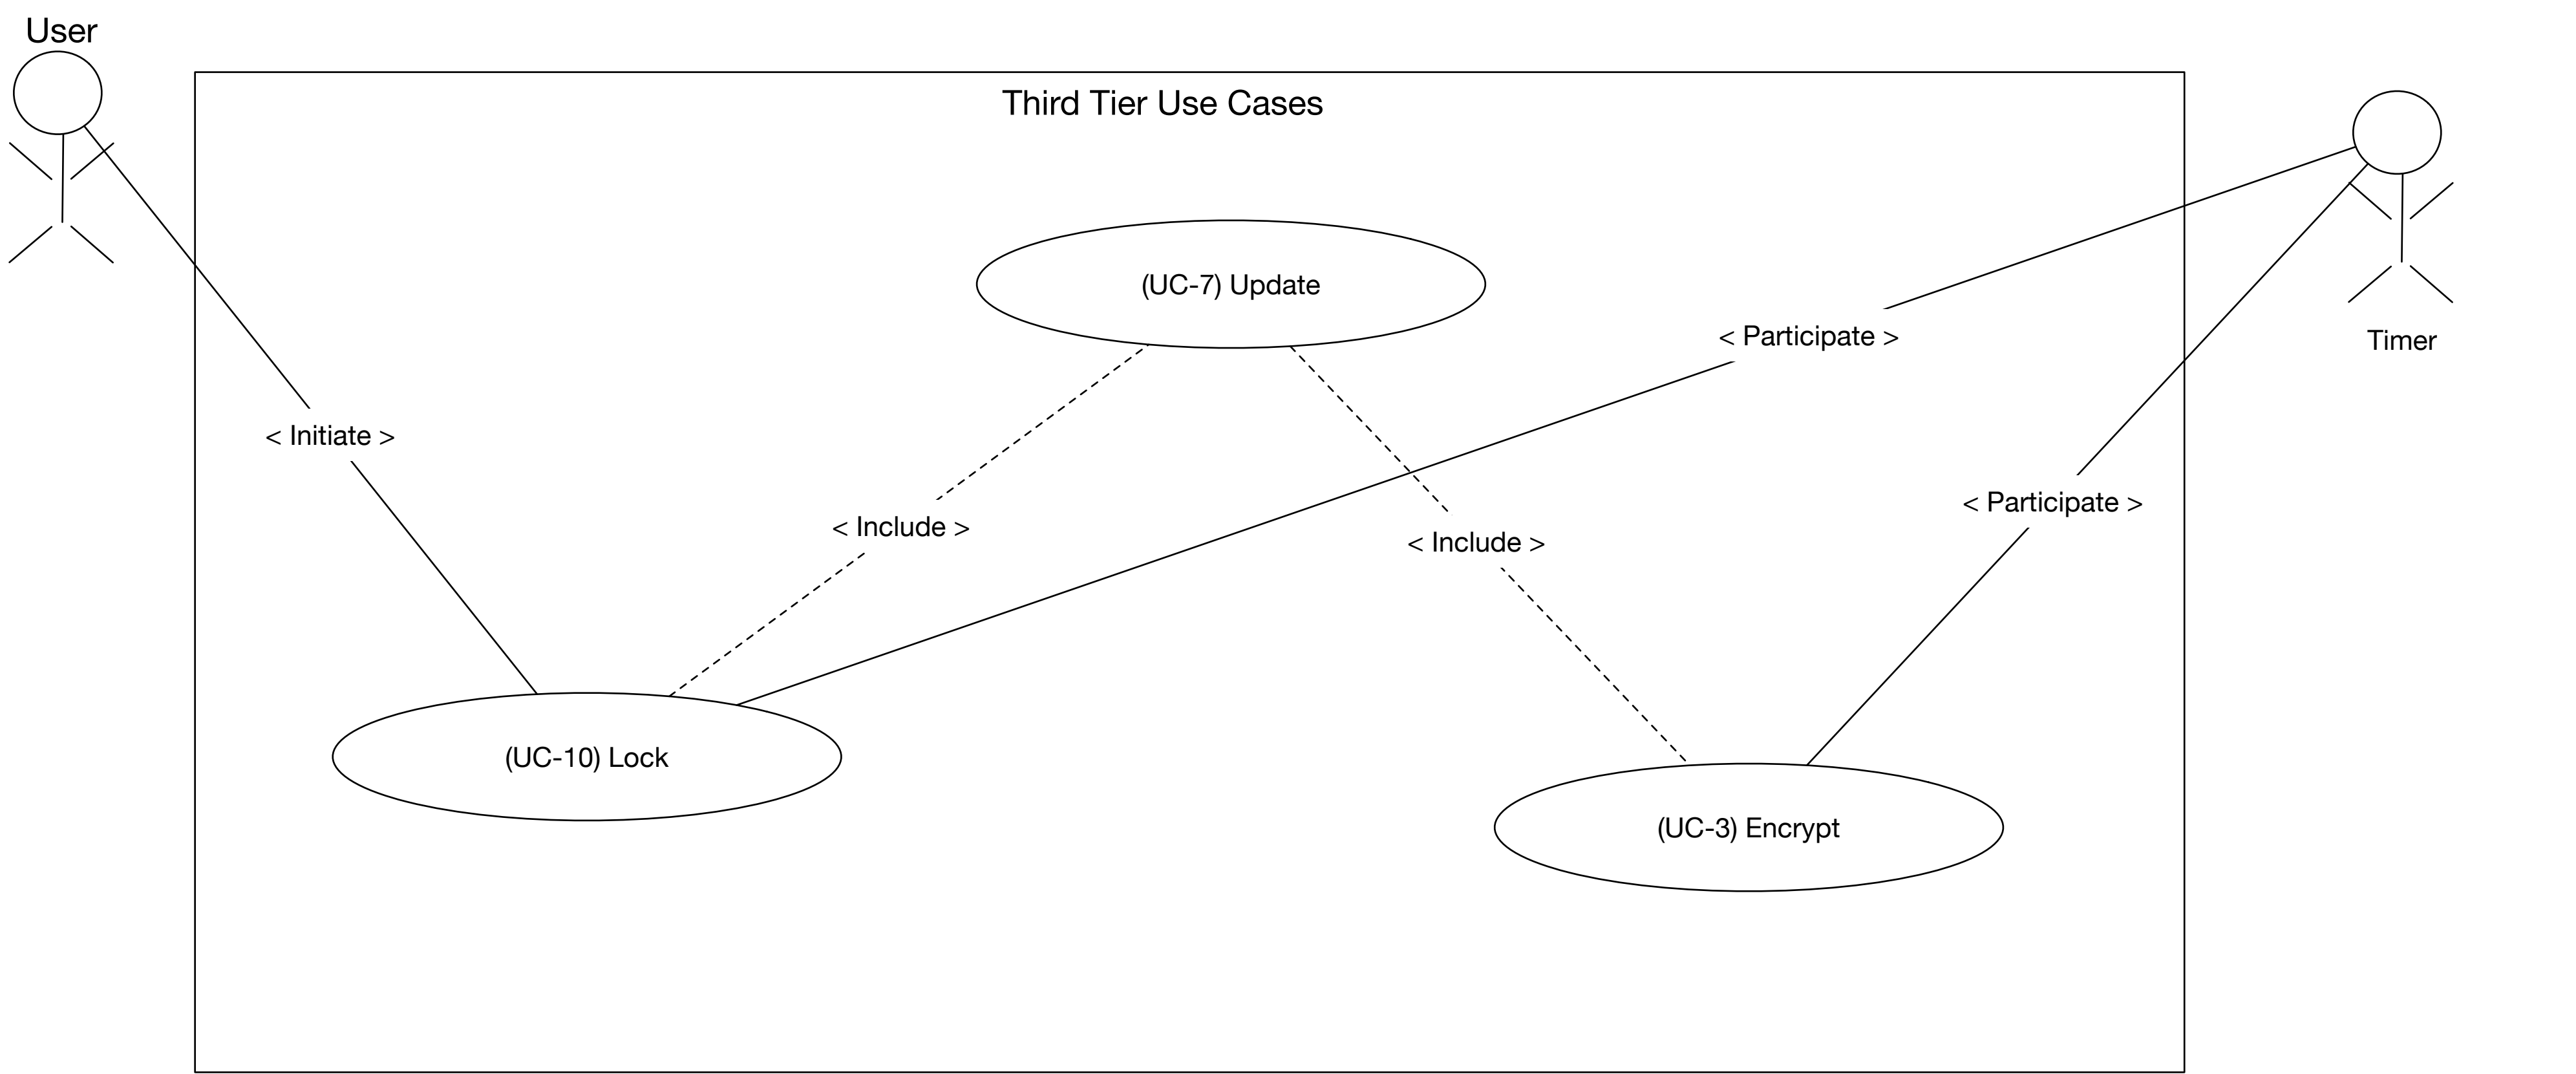 User
Third Tier Use Cases
(UC-7) Update
< Participate >
Timer
< Initiate >
< Participate >
< Include >
< Include >
(UC-10) Lock
(UC-3) Encrypt